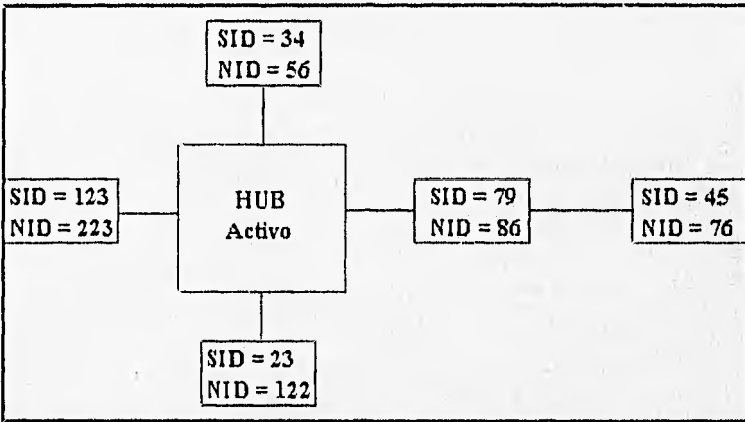 SID = 34
NID = 56
SID = 123
NID = 223
HUB
Activo
SID = 79
NID = 86
SID = 45
NID = 76
SID = 23
NID = 122